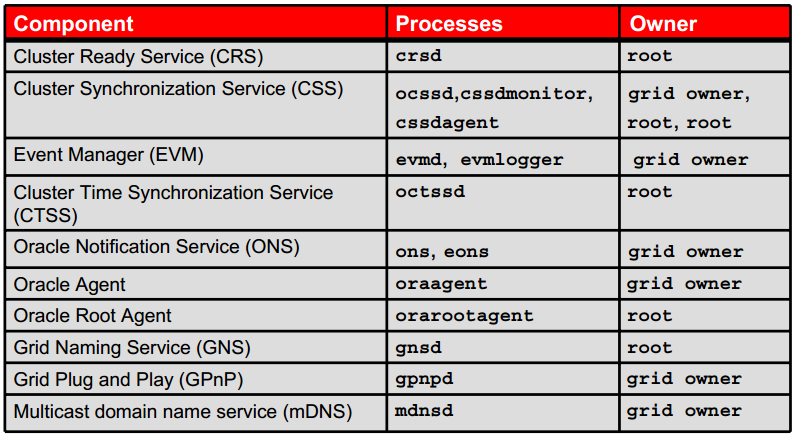 Component Processes Owner
Cluster Ready Service (CRS) crsd root
Cluster Synchronization Service (CSS) ocssd,cssdmonitor, grid owner,
cssdagent root, root
Event Manager (EVM) evmd, evmlogger grid owner
Cluster Time Synchronization Service octssd root
(CTSS)
Oracle Notification Service (ONS) ons, eons grid owner
Oracle Agent oraagent grid owner
Oracle Root Agent orarootagent root
Grid Naming Service (GNS) gnsd root
Grid Plug and Play (GPnP) gpnpd grid owner
Multicast domain name service (mDNS) mdnsd grid owner